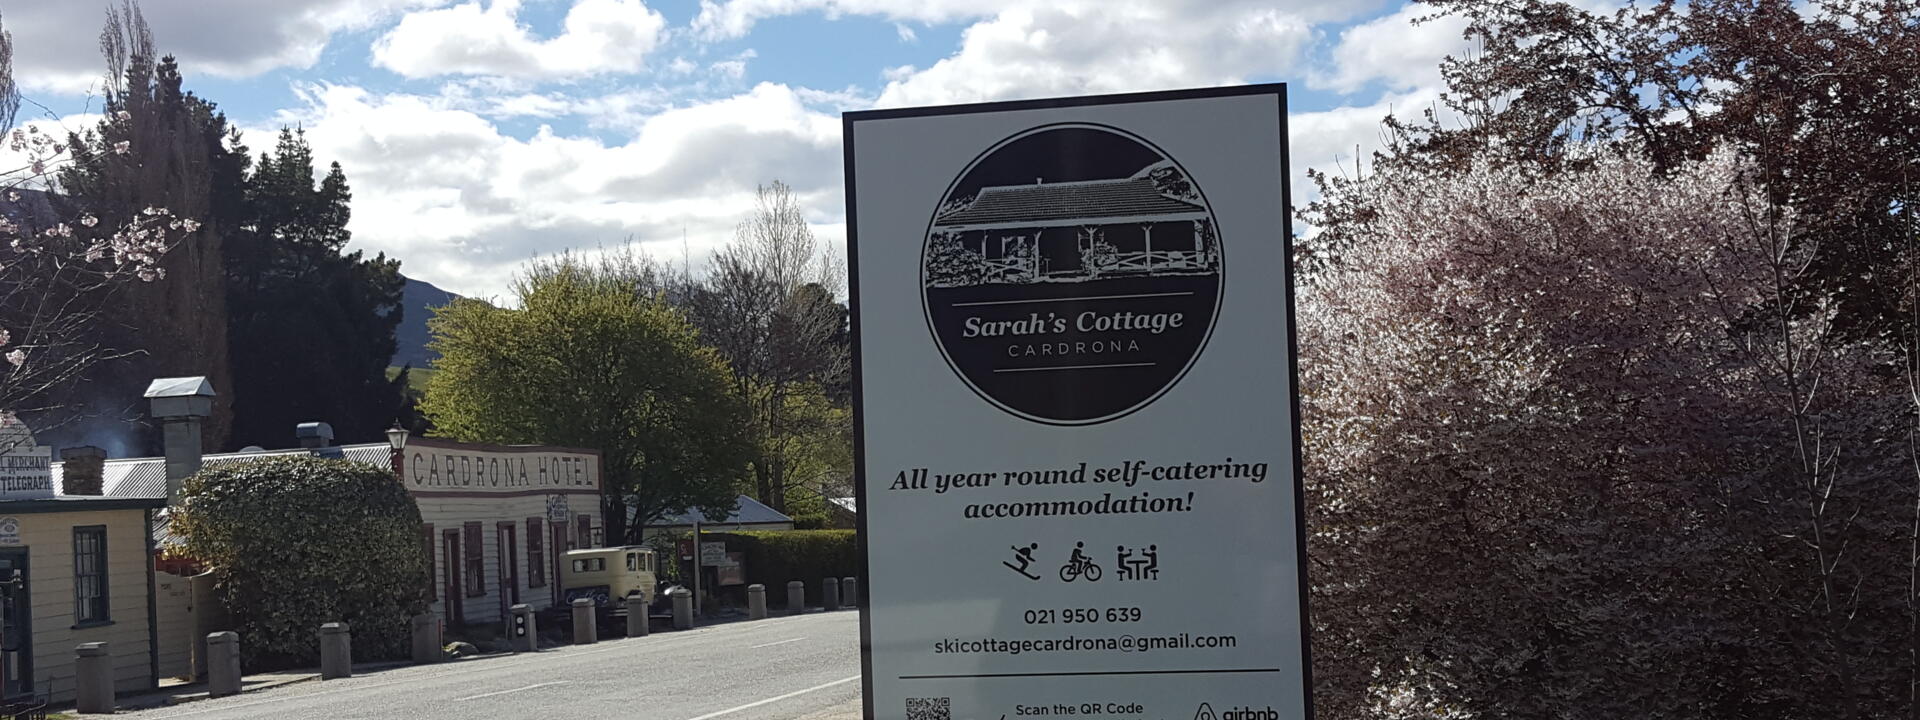 Sarah's Cottage
CARDRONA
All year round self-catering
accommodation!
021 950 639
skicottagecardrona@gmail.com
Scan the QR Code
airbnb
CARDRONA HOTEL
MERCHANT
TELEGRAPH